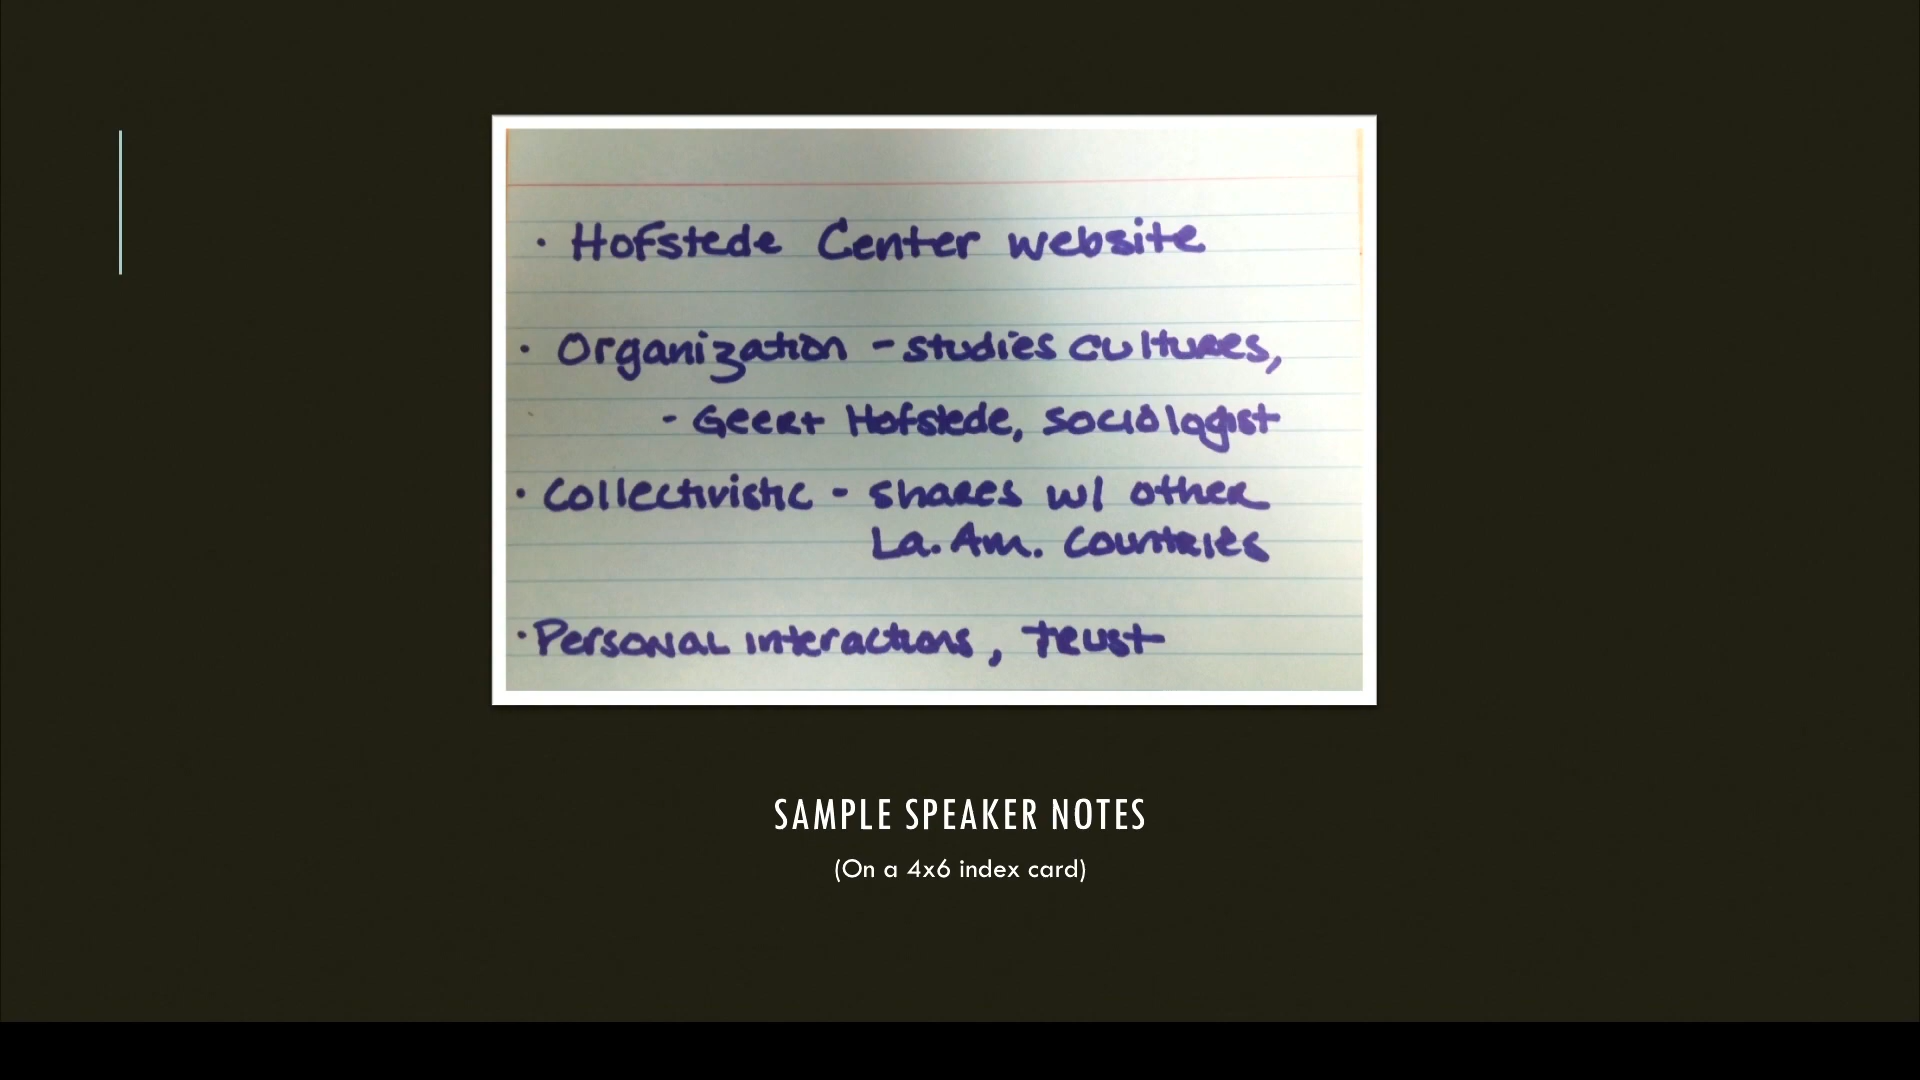 · Hofstede Center website
· Organization - studies cultures,
- Geert Hofstede, sociologist
· Collectivistic - shares w/ other
La. Am. Countries
· Personal interactions, trust
SAMPLE SPEAKER NOTES
(On a 4x6 index card)